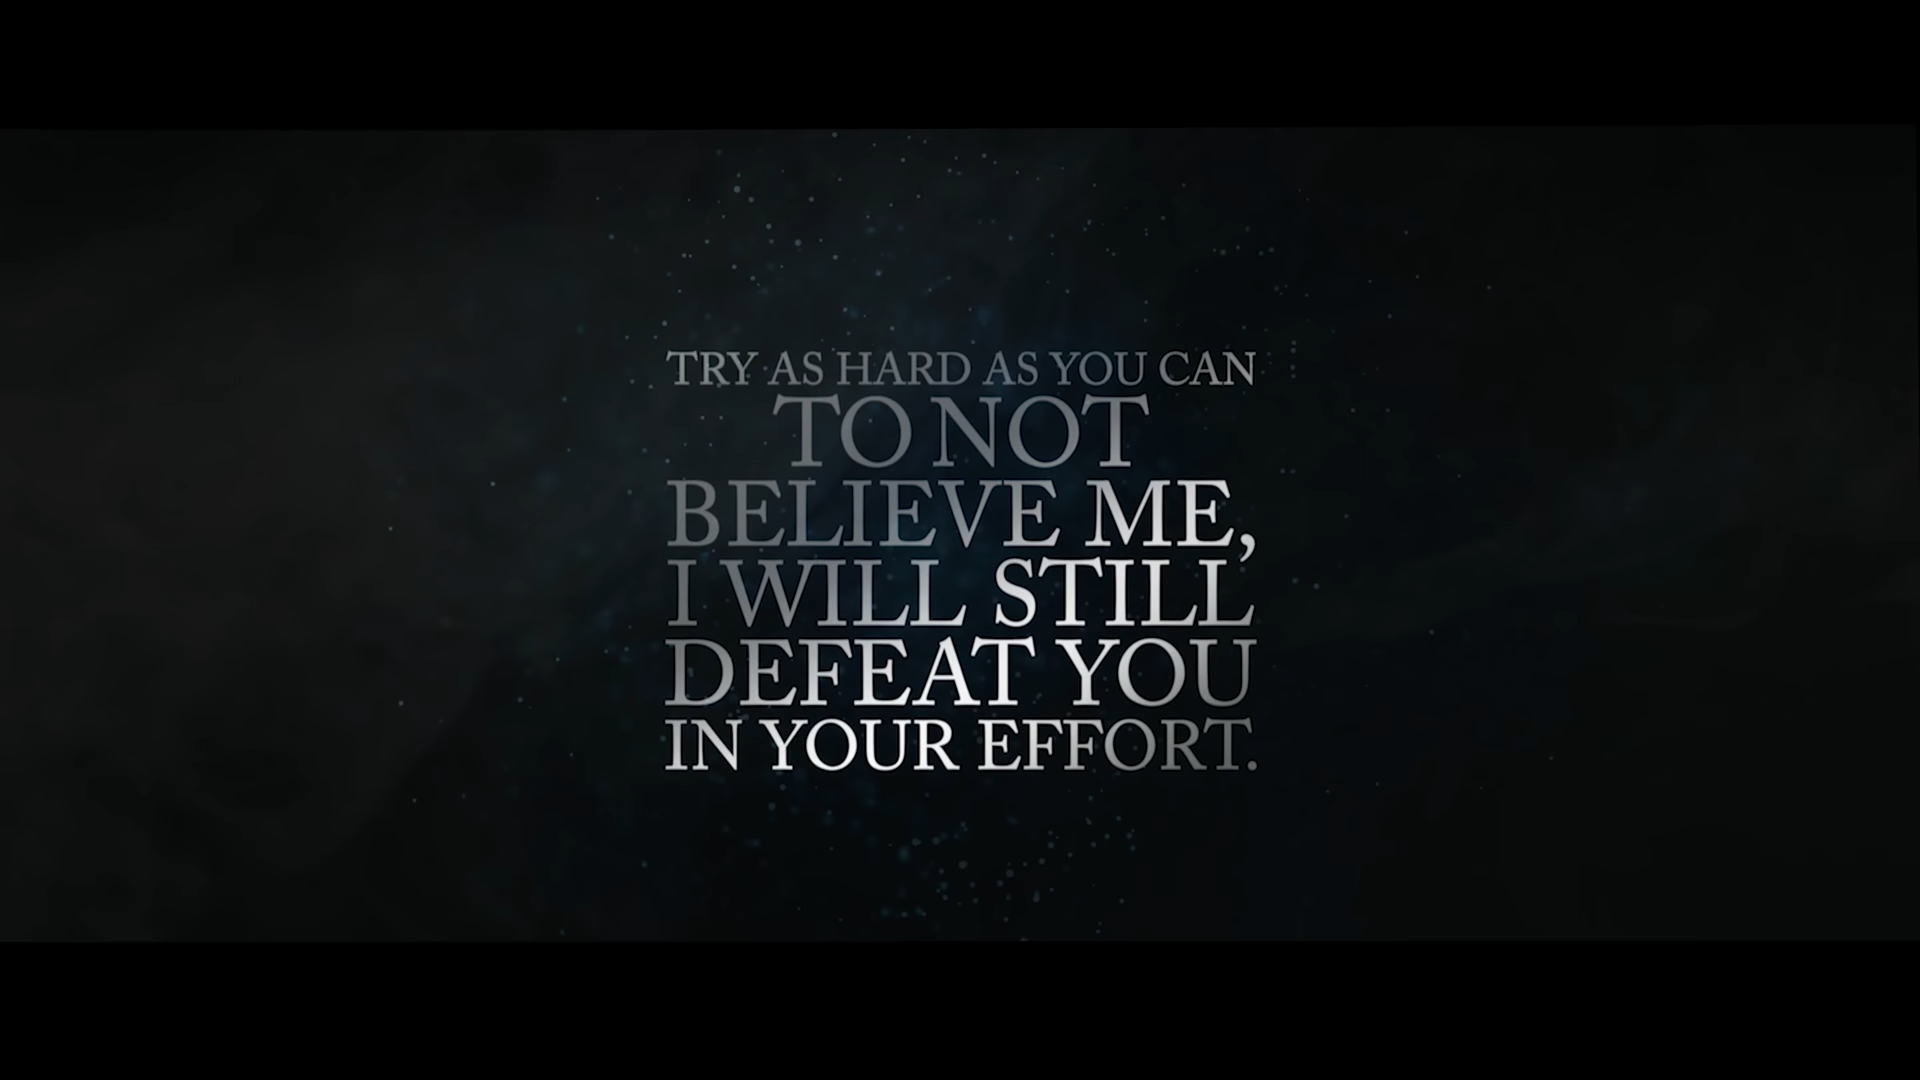 TRY AS HARD AS YOU CAN
TO NOT
BELIEVE ME,
I WILL STILL
DEFEAT YOU
IN YOUR EFFORT.